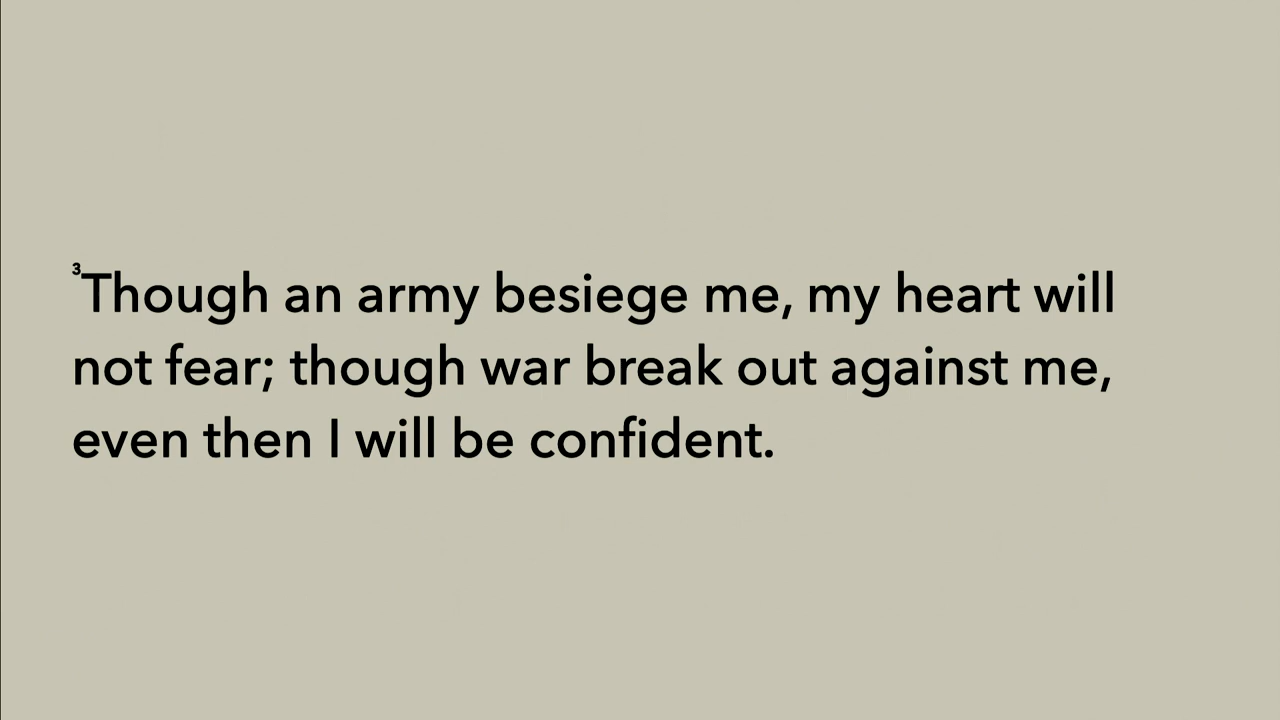 ³Though an army besiege me, my heart will
not fear; though war break out against me,
even then I will be confident.